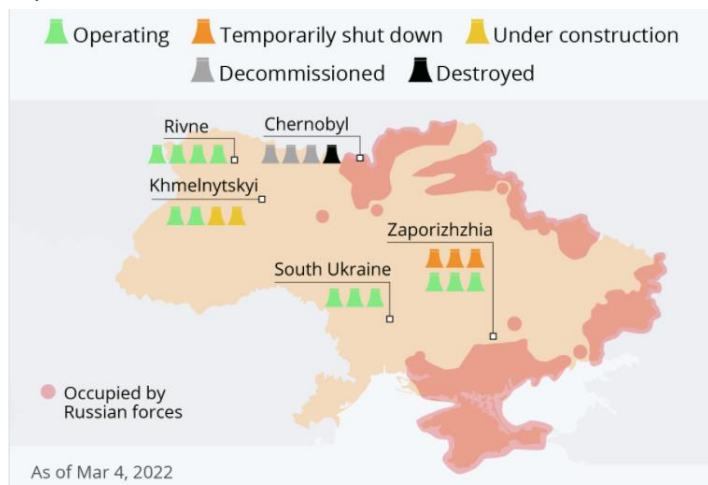 Operating Temporarily shut down Under construction
Decommissioned Destroyed
Rivne Chernobyl
Khmelnytskyi
Zaporizhzhia
South Ukraine
Occupied by
Russian forces
As of Mar 4, 2022